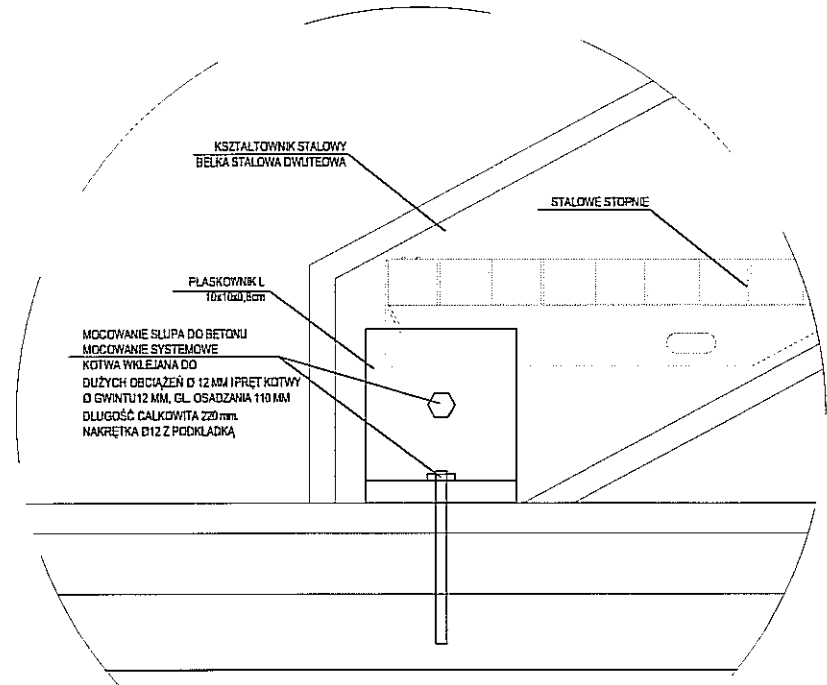 KSZTAŁTOWNIK STALOWY
BELKA STALOWA DWUTEOWA
STALOWE STOPNIE
PŁASKOWNIK L
10x10x0,8cm
MOCOWANIE SŁUPA DO BETONU
MOCOWANIE SYSTEMOWE
KOTWA WKLEJANA DO
DUŻYCH OBCIĄŻEŃ Ø 12 MM I PRĘT KOTWY
Ø GWINTU12 MM, GŁ. OSADZANIA 110 MM
DŁUGOŚĆ CAŁKOWITA 220 mm.
NAKRĘTKA Ø12 Z PODKŁADKĄ